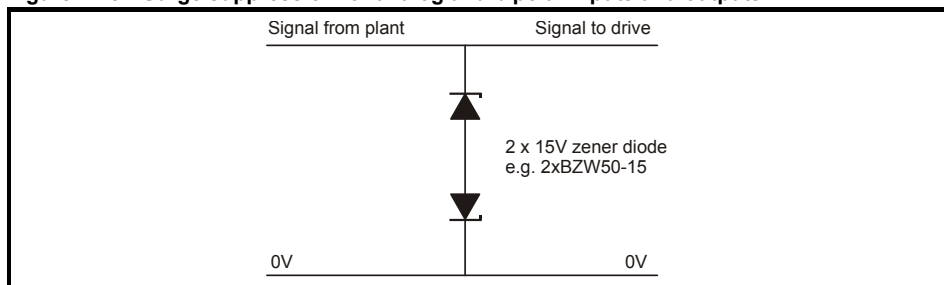 Signal from plant Signal to drive
2 x 15V zener diode
e.g. 2xBZW50-15
0V 0V